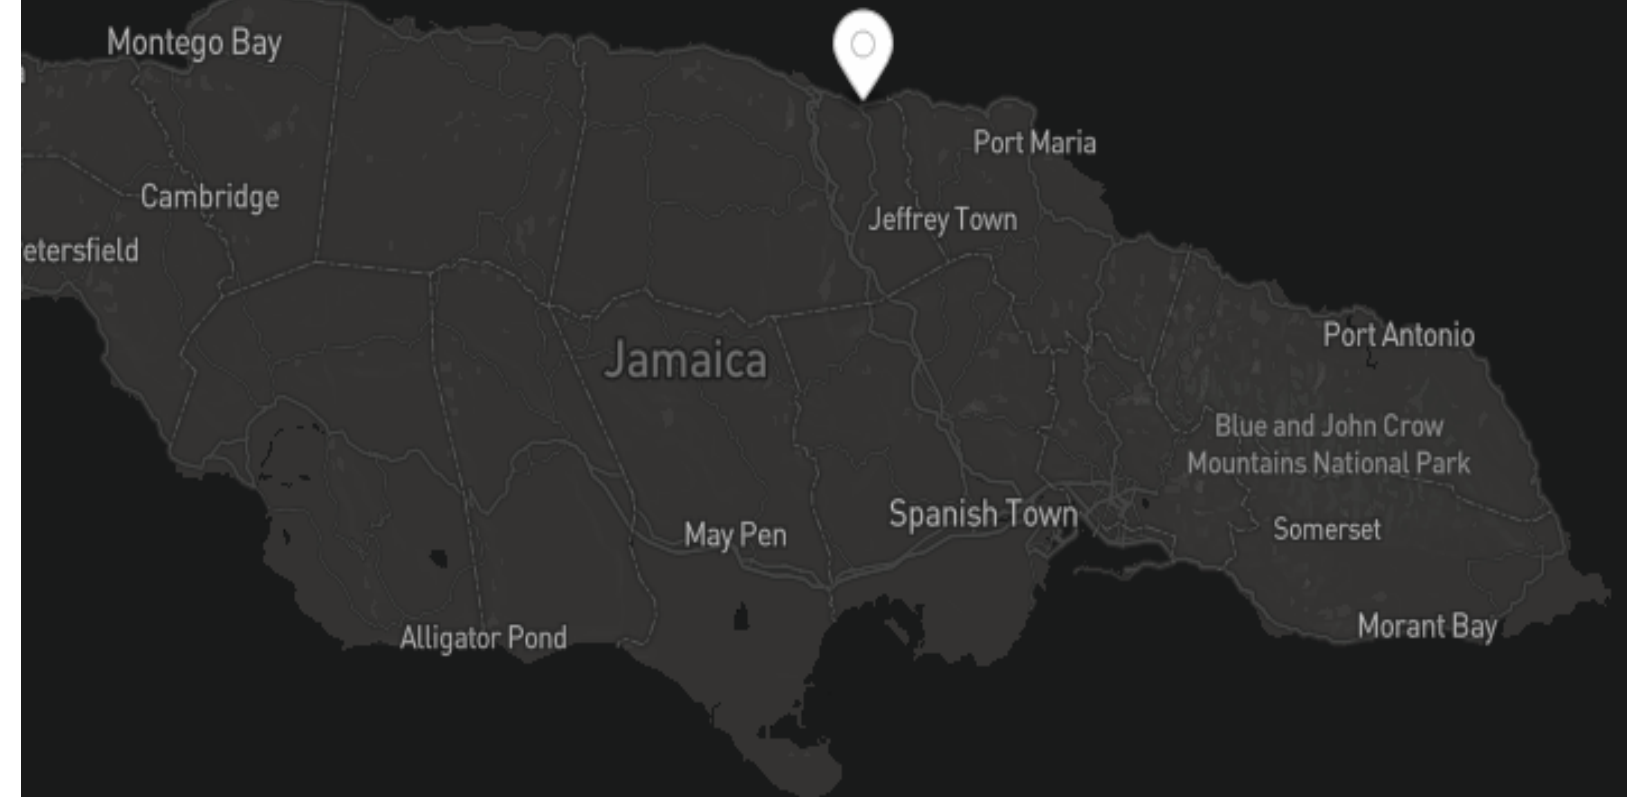 Montego Bay
Port Maria
Cambridge
Jeffrey Town
etersfield
Port Antonio
Jamaica
Blue and John Crow
Mountains National Park
Spanish Town
May Pen
Somerset
Morant Bay
Alligator Pond